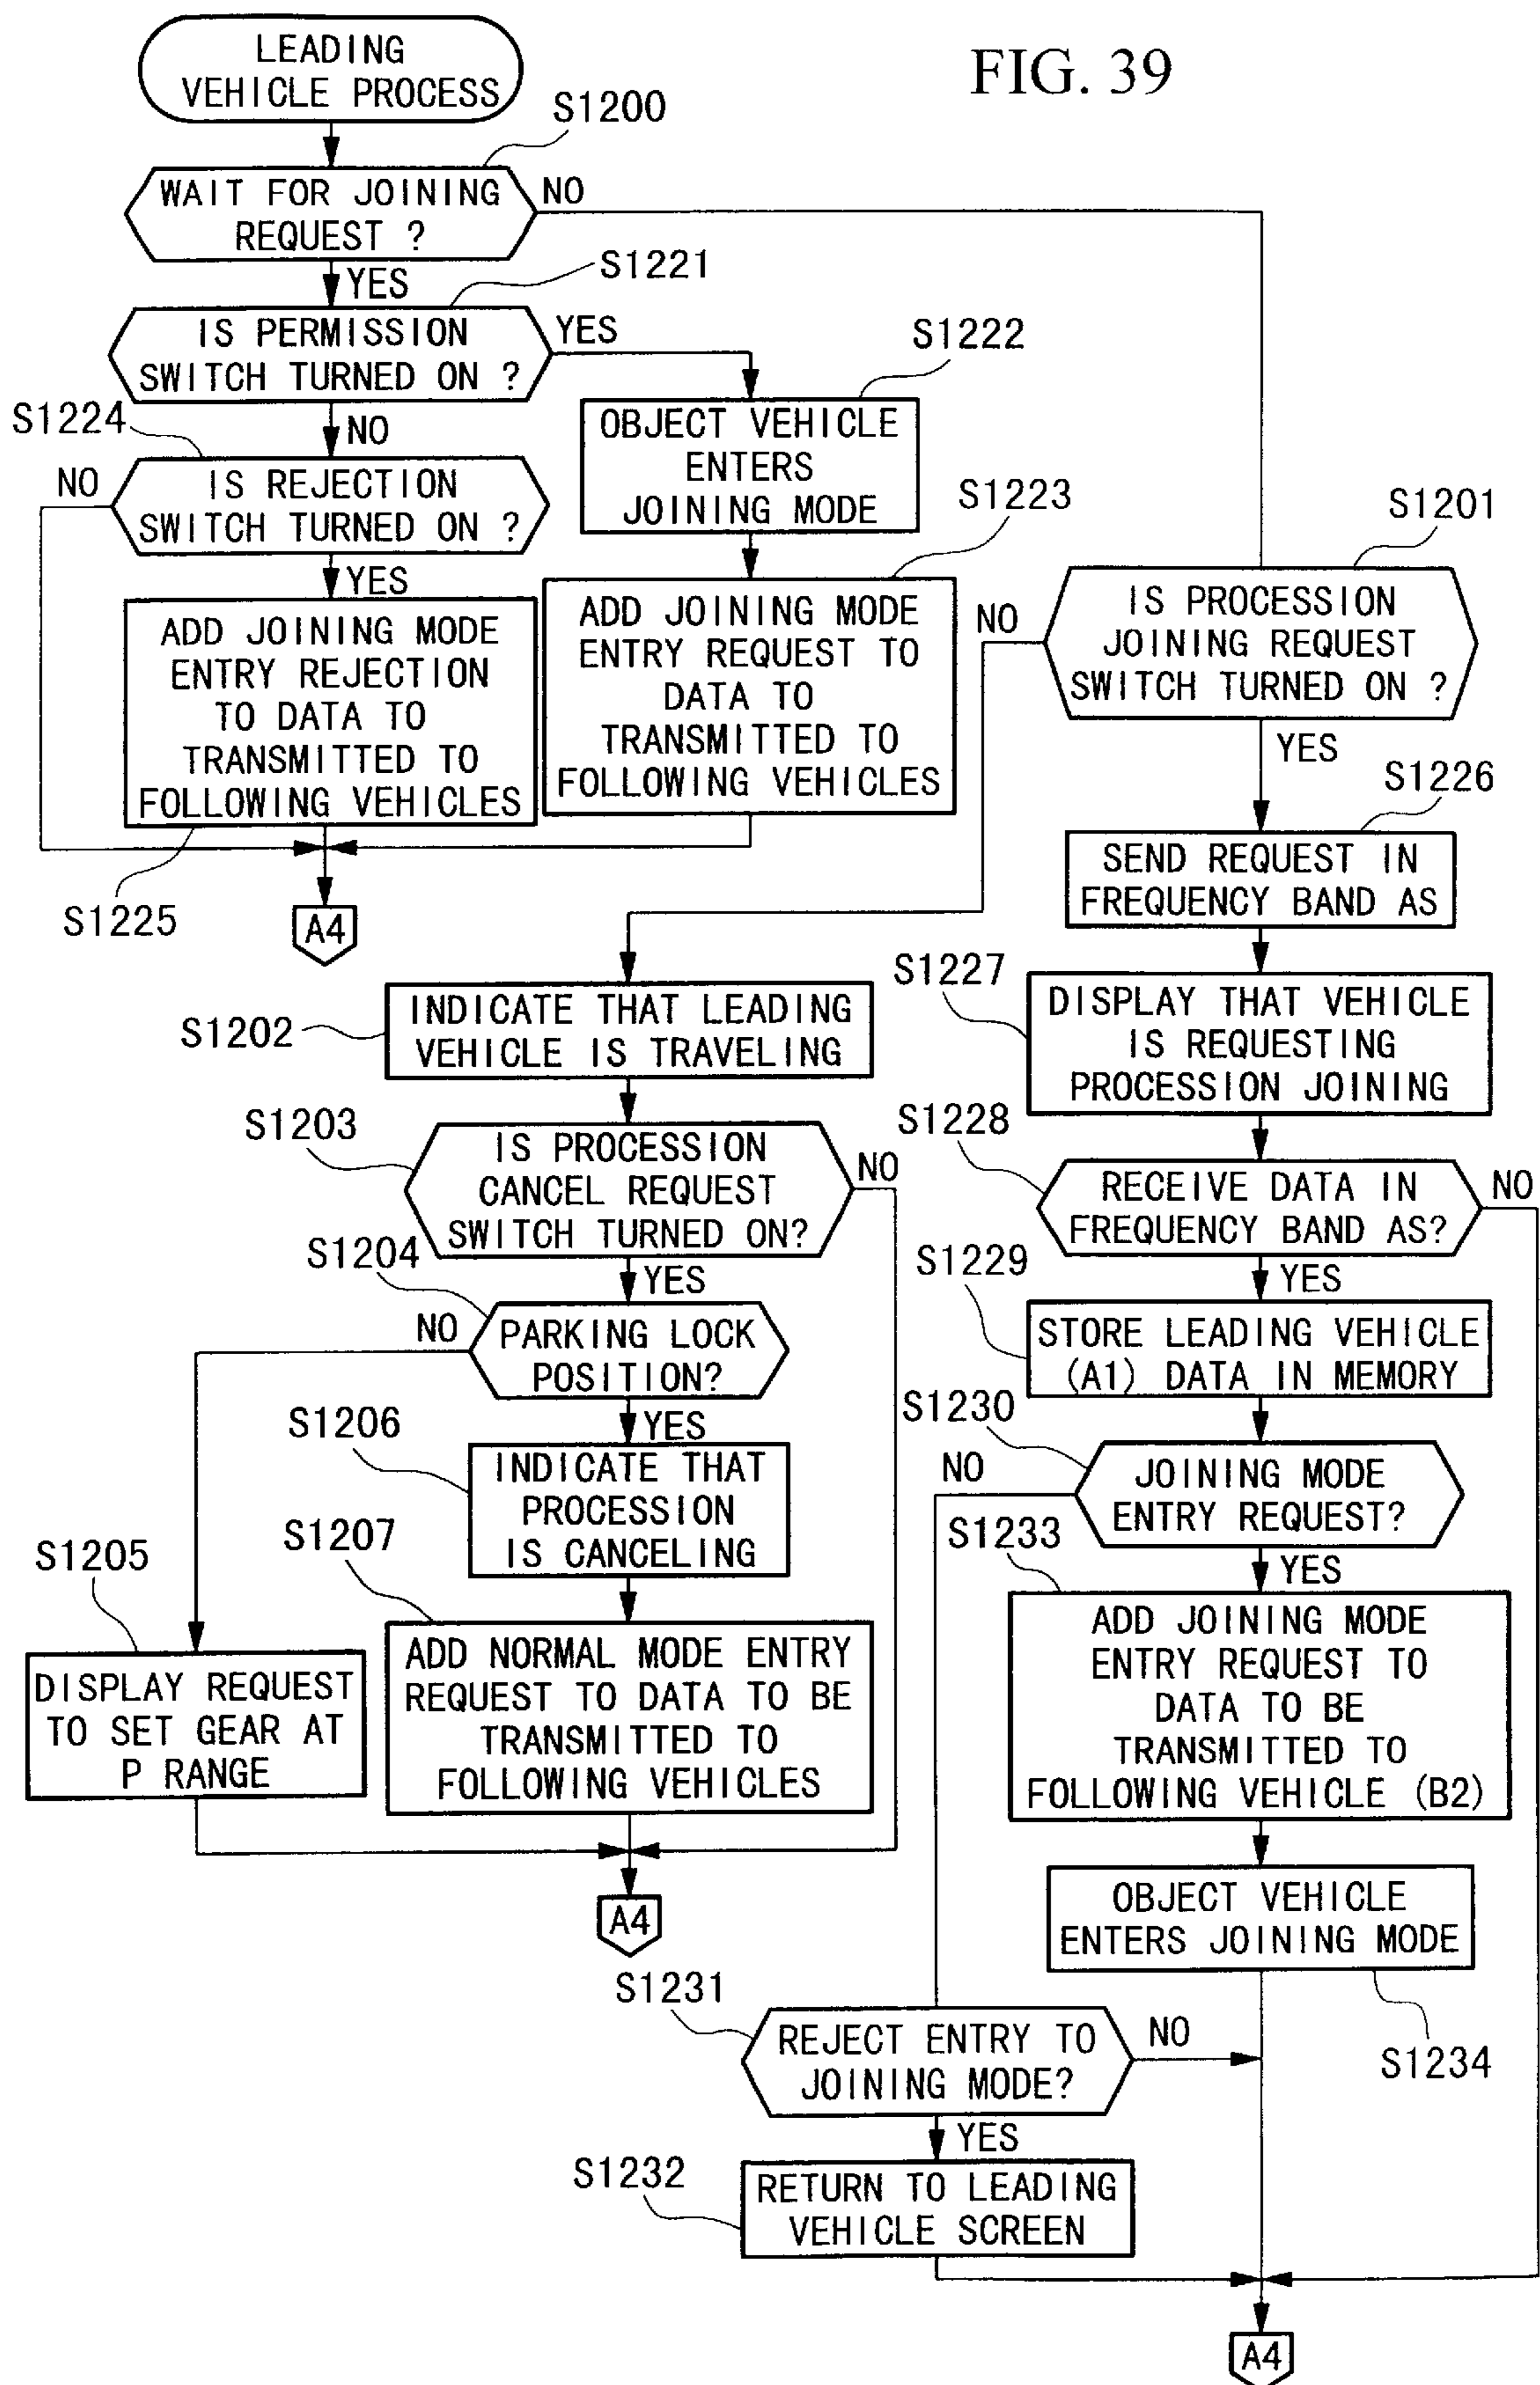 FIG. 39
LEADING
VEHICLE PROCESS
S1200
WAIT FOR JOINING
REQUEST ?
NO
YES
S1221
IS PERMISSION
SWITCH TURNED ON ?
YES
NO
S1222
OBJECT VEHICLE
ENTERS
JOINING MODE
S1224
IS REJECTION
SWITCH TURNED ON ?
NO
YES
S1223
ADD JOINING MODE
ENTRY REQUEST TO
DATA TO
TRANSMITTED TO
FOLLOWING VEHICLES
ADD JOINING MODE
ENTRY REJECTION
TO DATA TO
TRANSMITTED TO
FOLLOWING VEHICLES
S1225
A4
S1201
IS PROCESSION
JOINING REQUEST
SWITCH TURNED ON ?
NO
YES
S1226
SEND REQUEST IN
FREQUENCY BAND AS
S1227
DISPLAY THAT VEHICLE
IS REQUESTING
PROCESSION JOINING
S1228
RECEIVE DATA IN
FREQUENCY BAND AS?
NO
YES
S1229
STORE LEADING VEHICLE
(A1) DATA IN MEMORY
S1230
JOINING MODE
ENTRY REQUEST?
NO
YES
S1233
ADD JOINING MODE
ENTRY REQUEST TO
DATA TO BE
TRANSMITTED TO
FOLLOWING VEHICLE (B2)
OBJECT VEHICLE
ENTERS JOINING MODE
S1234
S1202
INDICATE THAT LEADING
VEHICLE IS TRAVELING
S1203
IS PROCESSION
CANCEL REQUEST
SWITCH TURNED ON?
NO
YES
S1204
PARKING LOCK
POSITION?
NO
YES
S1206
INDICATE THAT
PROCESSION
IS CANCELING
S1205
DISPLAY REQUEST
TO SET GEAR AT
P RANGE
S1207
ADD NORMAL MODE ENTRY
REQUEST TO DATA TO BE
TRANSMITTED TO
FOLLOWING VEHICLES
A4
S1231
REJECT ENTRY TO
JOINING MODE?
NO
YES
S1232
RETURN TO LEADING
VEHICLE SCREEN
A4